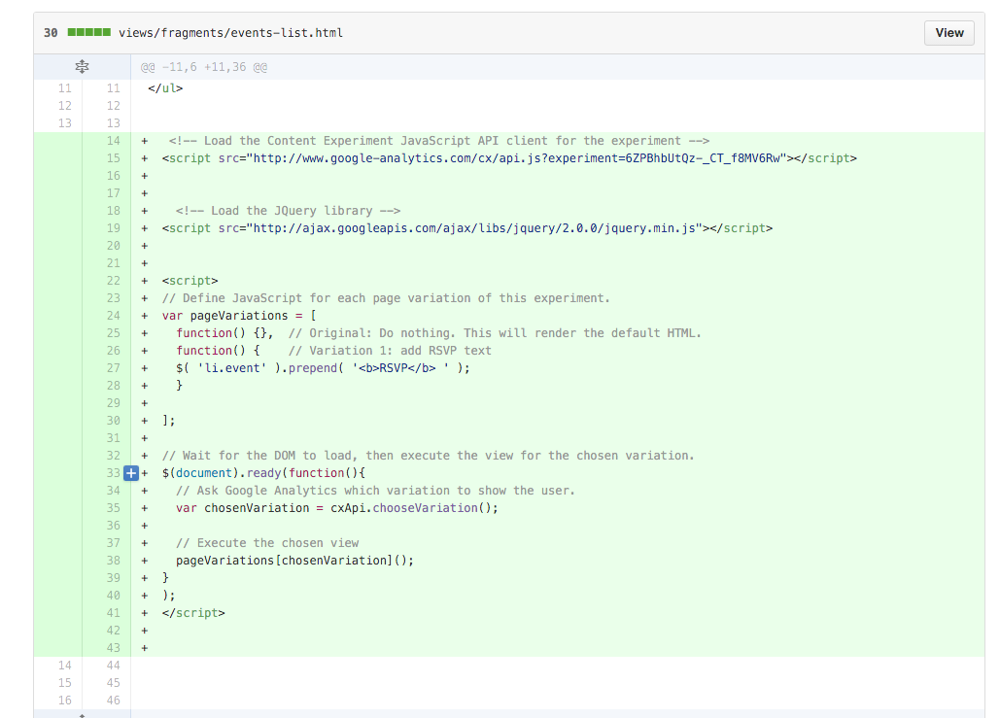 30 views/fragments/events-list.html View
@@ -11,6 +11,36 @@
11 11 </ul>
12 12
13 13
14 + <!-- Load the Content Experiment JavaScript API client for the experiment -->
15 + <script src="http://www.google-analytics.com/cx/api.js?experiment=6ZPBhbUtQz-_CT_f8MV6Rw"></script>
16 +
17 +
18 + <!-- Load the JQuery library -->
19 + <script src="http://ajax.googleapis.com/ajax/libs/jquery/2.0.0/jquery.min.js"></script>
20 +
21 +
22 + <script>
23 + // Define JavaScript for each page variation of this experiment.
24 + var pageVariations = [
25 + function() {}, // Original: Do nothing. This will render the default HTML.
26 + function() { // Variation 1: add RSVP text
27 + $( 'li.event' ).prepend( '<b>RSVP</b> ' );
28 + }
29 +
30 + ];
31 +
32 + // Wait for the DOM to load, then execute the view for the chosen variation.
33 + + $(document).ready(function(){
34 + // Ask Google Analytics which variation to show the user.
35 + var chosenVariation = cxApi.chooseVariation();
36 +
37 + // Execute the chosen view
38 + pageVariations[chosenVariation]();
39 + }
40 + );
41 + </script>
42 +
43 +
14 44
15 45
16 46